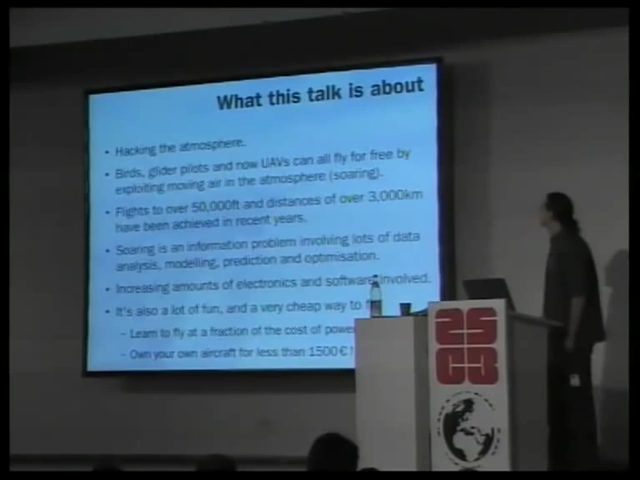 What this talk is about
• Hacking the atmosphere.
• Birds, glider pilots and now UAVs can all fly for free by
exploiting moving air in the atmosphere (soaring).
• Flights to over 50,000ft and distances of over 3,000km
have been achieved in recent years.
• Soaring is an information problem involving lots of data
analysis, modelling, prediction and optimisation.
• Increasing amounts of electronics and software involved.
• It's also a lot of fun, and a very cheap way to
– Learn to fly at a fraction of the cost of powe
– Own your own aircraft for less than 1500€!
25
C3